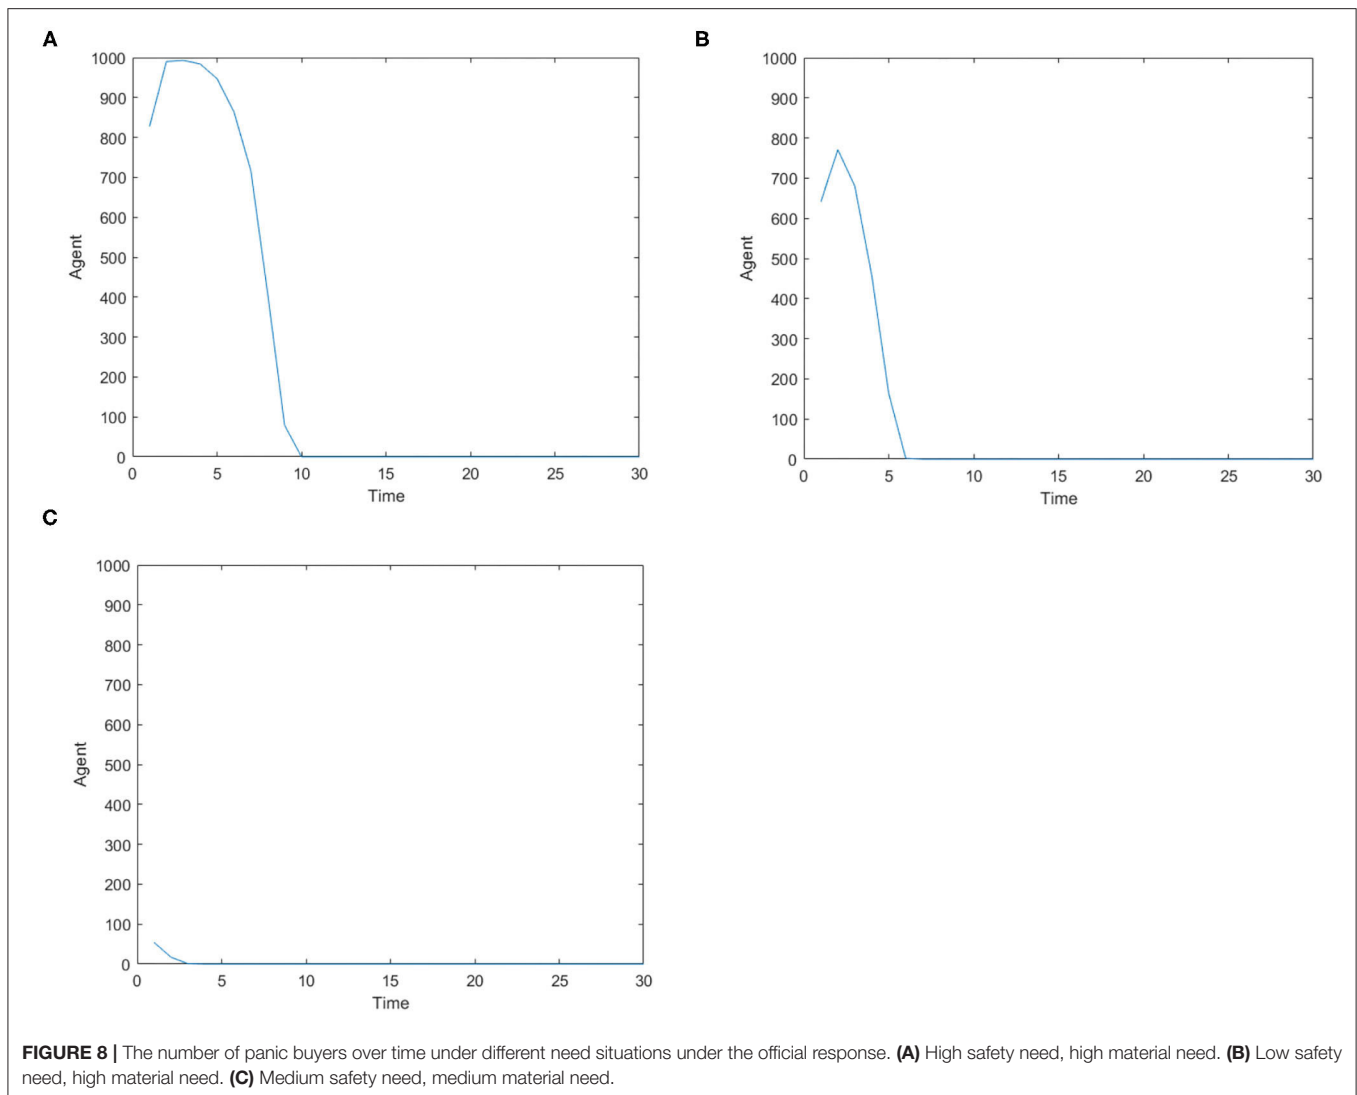 A
1000
900
800
700
600
500
400
300
200
100
0
Agent
0 5 10 15 20 25 30
Time
B
1000
900
800
700
600
500
400
300
200
100
0
Agent
0 5 10 15 20 25 30
Time
C
1000
900
800
700
600
500
400
300
200
100
0
Agent
0 5 10 15 20 25 30
Time
FIGURE 8 | The number of panic buyers over time under different need situations under the official response. (A) High safety need, high material need. (B) Low safety
need, high material need. (C) Medium safety need, medium material need.